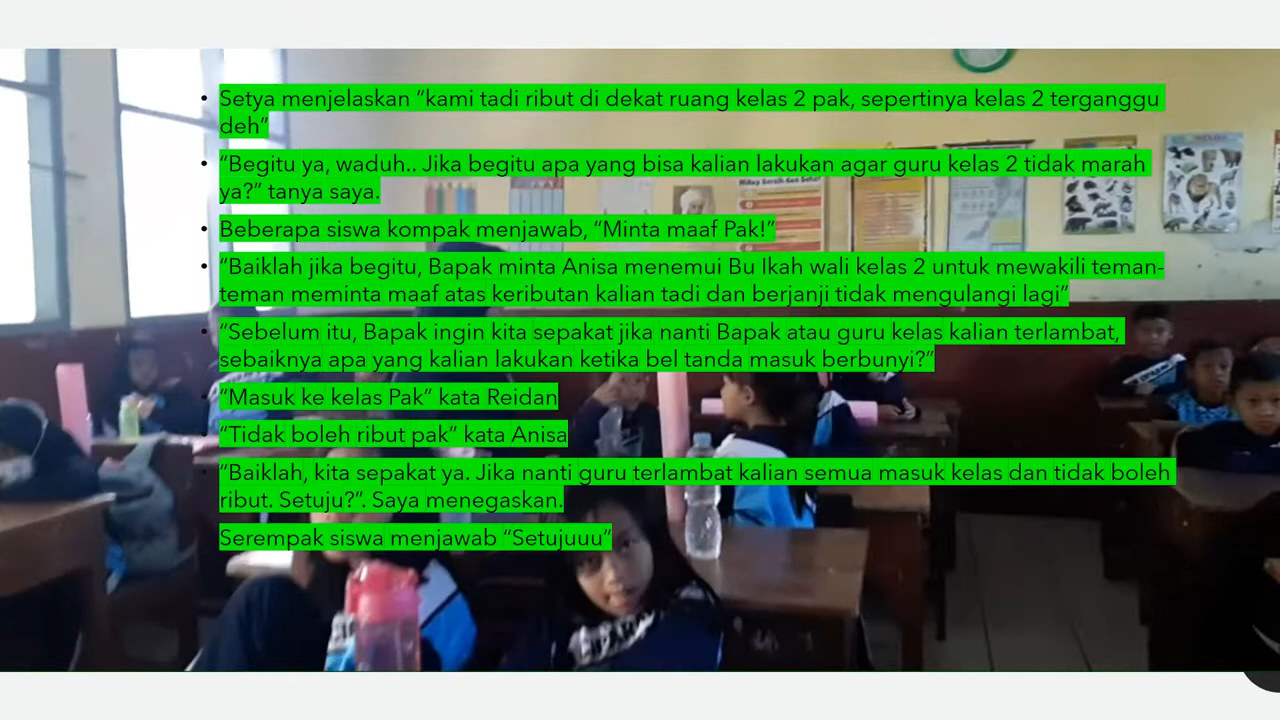 • Setya menjelaskan “kami tadi ribut di dekat ruang kelas 2 pak, sepertinya kelas 2 terganggu
deh”
• “Begitu ya, waduh.. Jika begitu apa yang bisa kalian lakukan agar guru kelas 2 tidak marah
ya?” tanya saya.
• Beberapa siswa kompak menjawab, “Minta maaf Pak!”
• “Baiklah jika begitu, Bapak minta Anisa menemui Bu Ikah wali kelas 2 untuk mewakili teman-
teman meminta maaf atas keributan kalian tadi dan berjanji tidak mengulangi lagi”
• “Sebelum itu, Bapak ingin kita sepakat jika nanti Bapak atau guru kelas kalian terlambat,
sebaiknya apa yang kalian lakukan ketika bel tanda masuk berbunyi?”
• “Masuk ke kelas Pak” kata Reidan
• “Tidak boleh ribut pak” kata Anisa
• “Baiklah, kita sepakat ya. Jika nanti guru terlambat kalian semua masuk kelas dan tidak boleh
ribut. Setuju?”. Saya menegaskan.
Serempak siswa menjawab “Setujuuu”